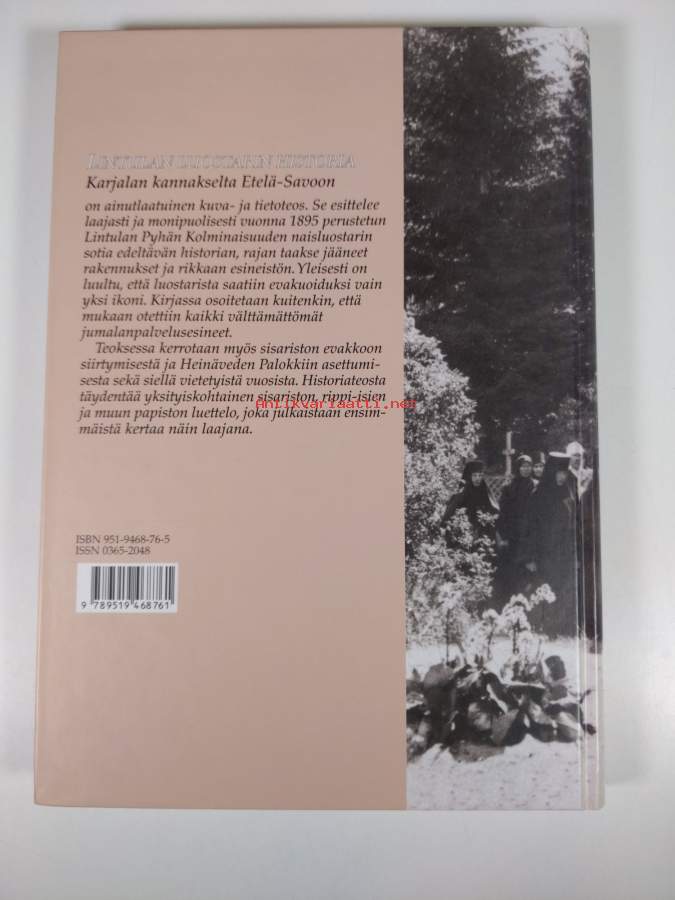 LINTULAN LUOSTARIN HISTORIA
Karjalan kannakselta Etelä-Savoon
on ainutlaatuinen kuva- ja tietoteos. Se esittelee
laajasti ja monipuolisesti vuonna 1895 perustetun
Lintulan Pyhän Kolminaisuuden naisluostarin
sotia edeltävän historian, rajan taakse jääneet
rakennukset ja rikkaan esineistön. Yleisesti on
luultu, että luostarista saatiin evakuoiduksi vain
yksi ikoni. Kirjassa osoitetaan kuitenkin, että
mukaan otettiin kaikki välttämättömät
jumalanpalvelusesineet.
Teoksessa kerrotaan myös sisariston evakkoon
siirtymisestä ja Heinäveden Palokkiin asettumi-
sesta sekä siellä vietetyistä vuosista. Historiateosta
täydentää yksityiskohtainen sisariston, rippi-isien
ja muun papiston luettelo, joka julkaistaan ensim-
mäistä kertaa näin laajana.
Antikvariaatti.net
ISBN 951-9468-76-5
ISSN 0365-2048
9 789519 468761